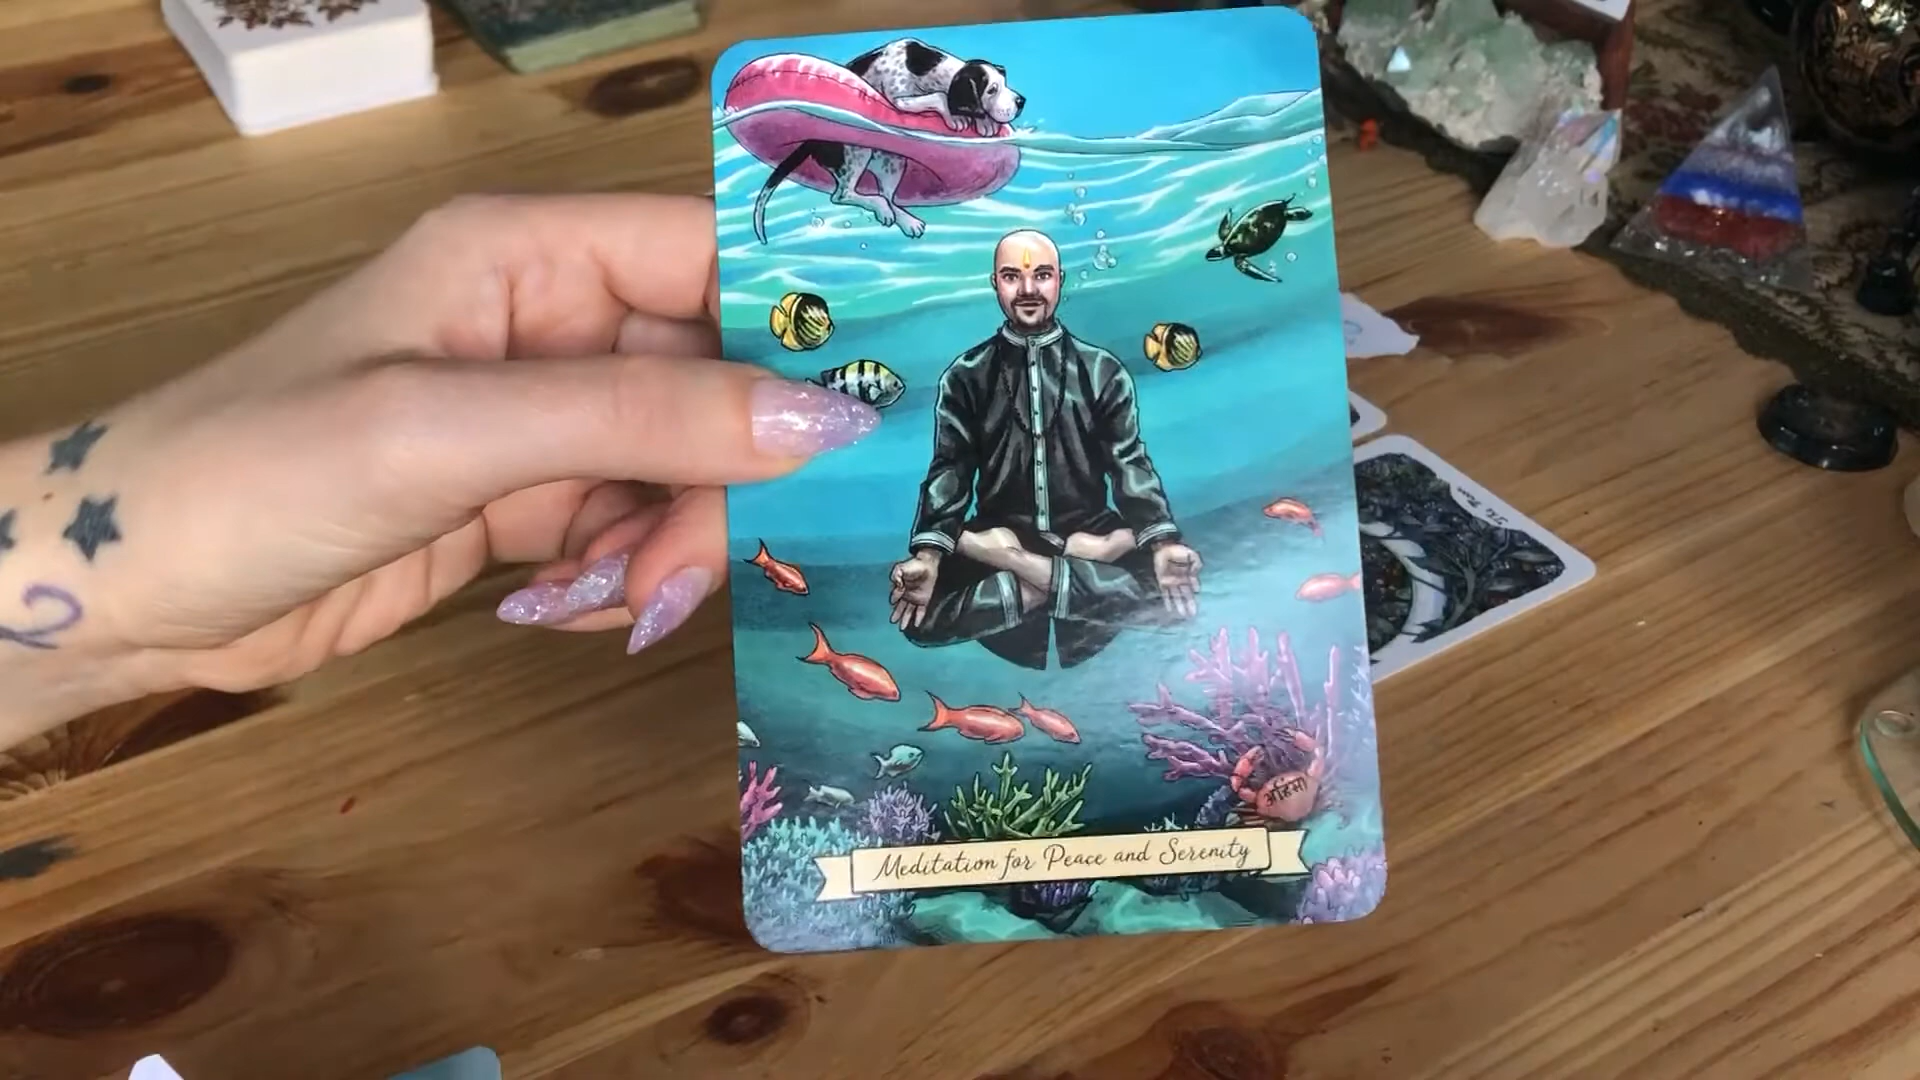 अहिंसा
Meditation for Peace and Serenity